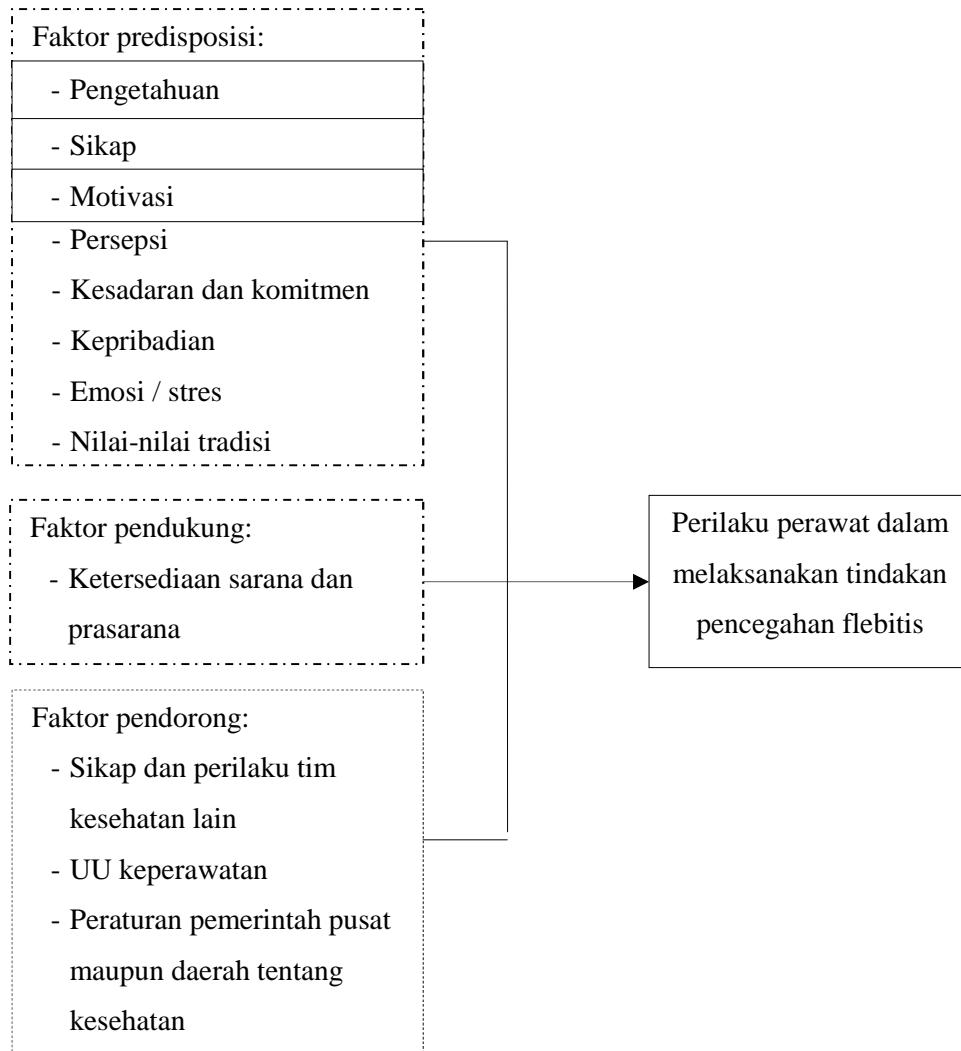 Faktor predisposisi:
- Pengetahuan
- Sikap
- Motivasi
- Persepsi
- Kesadaran dan komitmen
- Kepribadian
- Emosi / stres
- Nilai-nilai tradisi
Faktor pendukung:
- Ketersediaan sarana dan
prasarana
Perilaku perawat dalam
melaksanakan tindakan
pencegahan flebitis
Faktor pendorong:
- Sikap dan perilaku tim
kesehatan lain
- UU keperawatan
- Peraturan pemerintah pusat
maupun daerah tentang
kesehatan